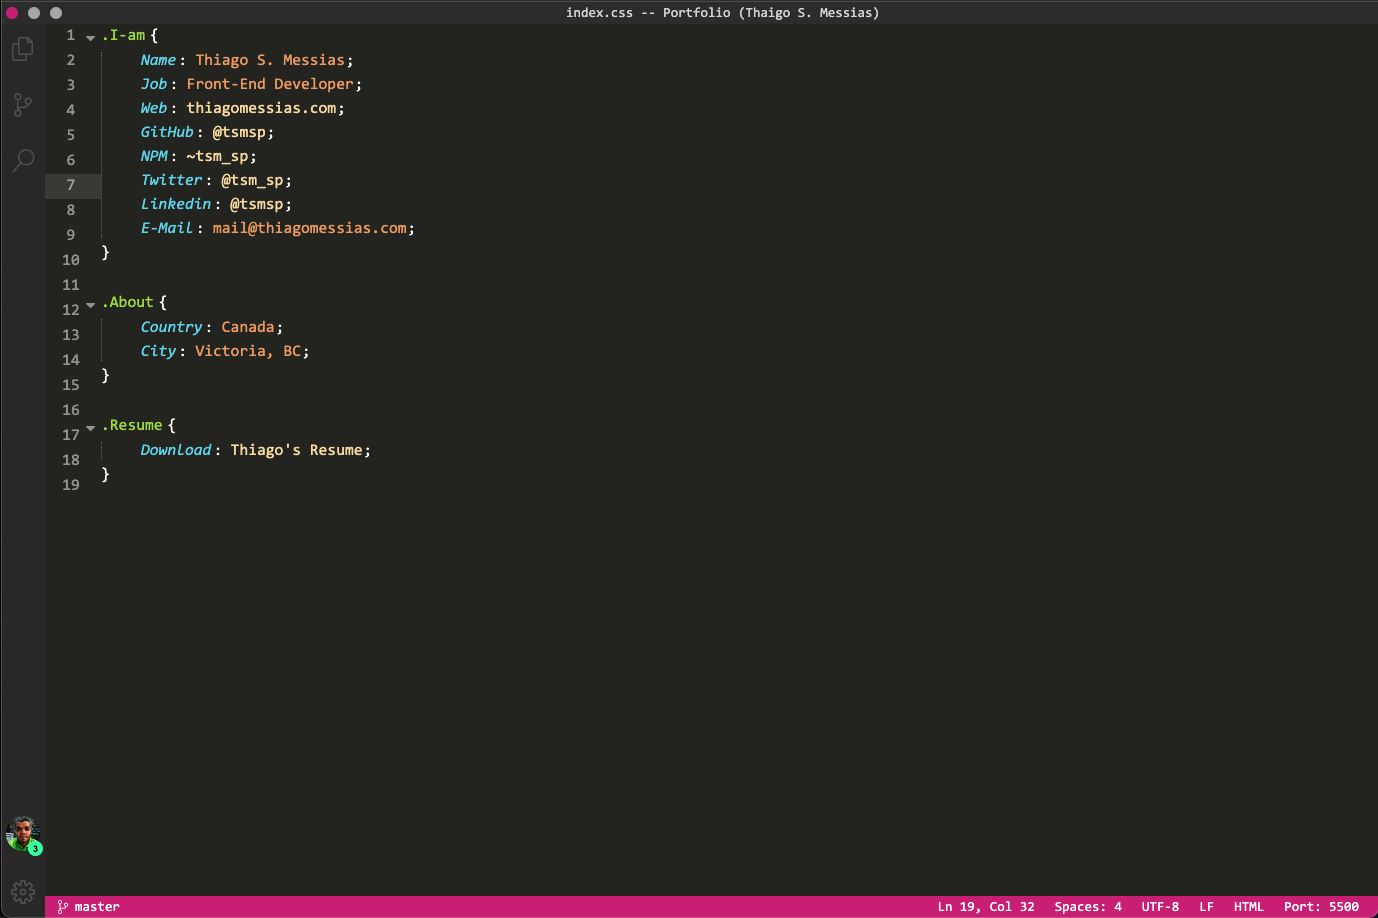 index.css -- Portfolio (Thaigo S. Messias)
1 .I-am {
2 Name: Thiago S. Messias;
3 Job: Front-End Developer;
4 Web: thiagomessias.com;
5 GitHub: @tsmsp;
6 NPM: ~tsm_sp;
7 Twitter: @tsm_sp;
8 Linkedin: @tsmsp;
9 E-Mail: mail@thiagomessias.com;
10 }
11
12 .About {
13 Country: Canada;
14 City: Victoria, BC;
15 }
16
17 .Resume {
18 Download: Thiago's Resume;
19 }
3
master Ln 19, Col 32 Spaces: 4 UTF-8 LF HTML Port: 5500